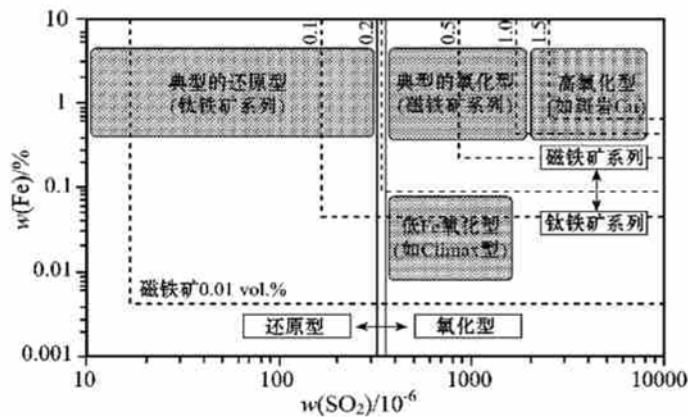 0.1
0.2
0.5
1.0
1.5
10
1
0.1
0.01
0.001
w(Fe)/%
典型的还原型
(钛铁矿系列)
典型的氧化型
(磁铁矿系列)
高氧化型
(如斑岩Cu)
磁铁矿系列
钛铁矿系列
低Fe氧化型
(如Climax型)
磁铁矿0.01 vol.%
还原型
氧化型
10
100
1000
10000
w(SO₂)/10⁻⁶